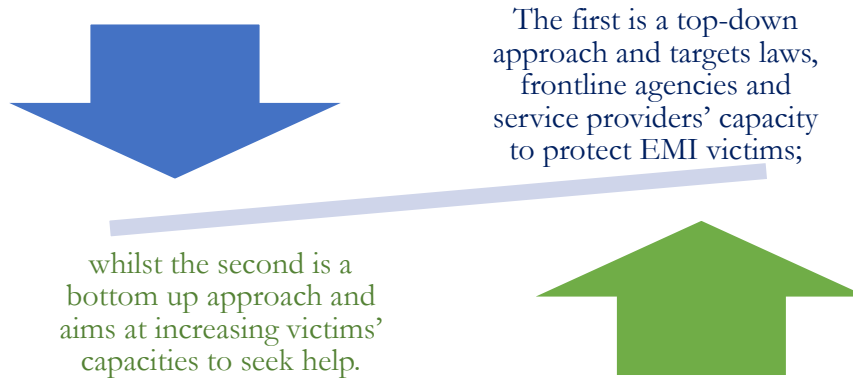 The first is a top-down
approach and targets laws,
frontline agencies and
service providers’ capacity
to protect EMI victims;
whilst the second is a
bottom up approach and
aims at increasing victims’
capacities to seek help.